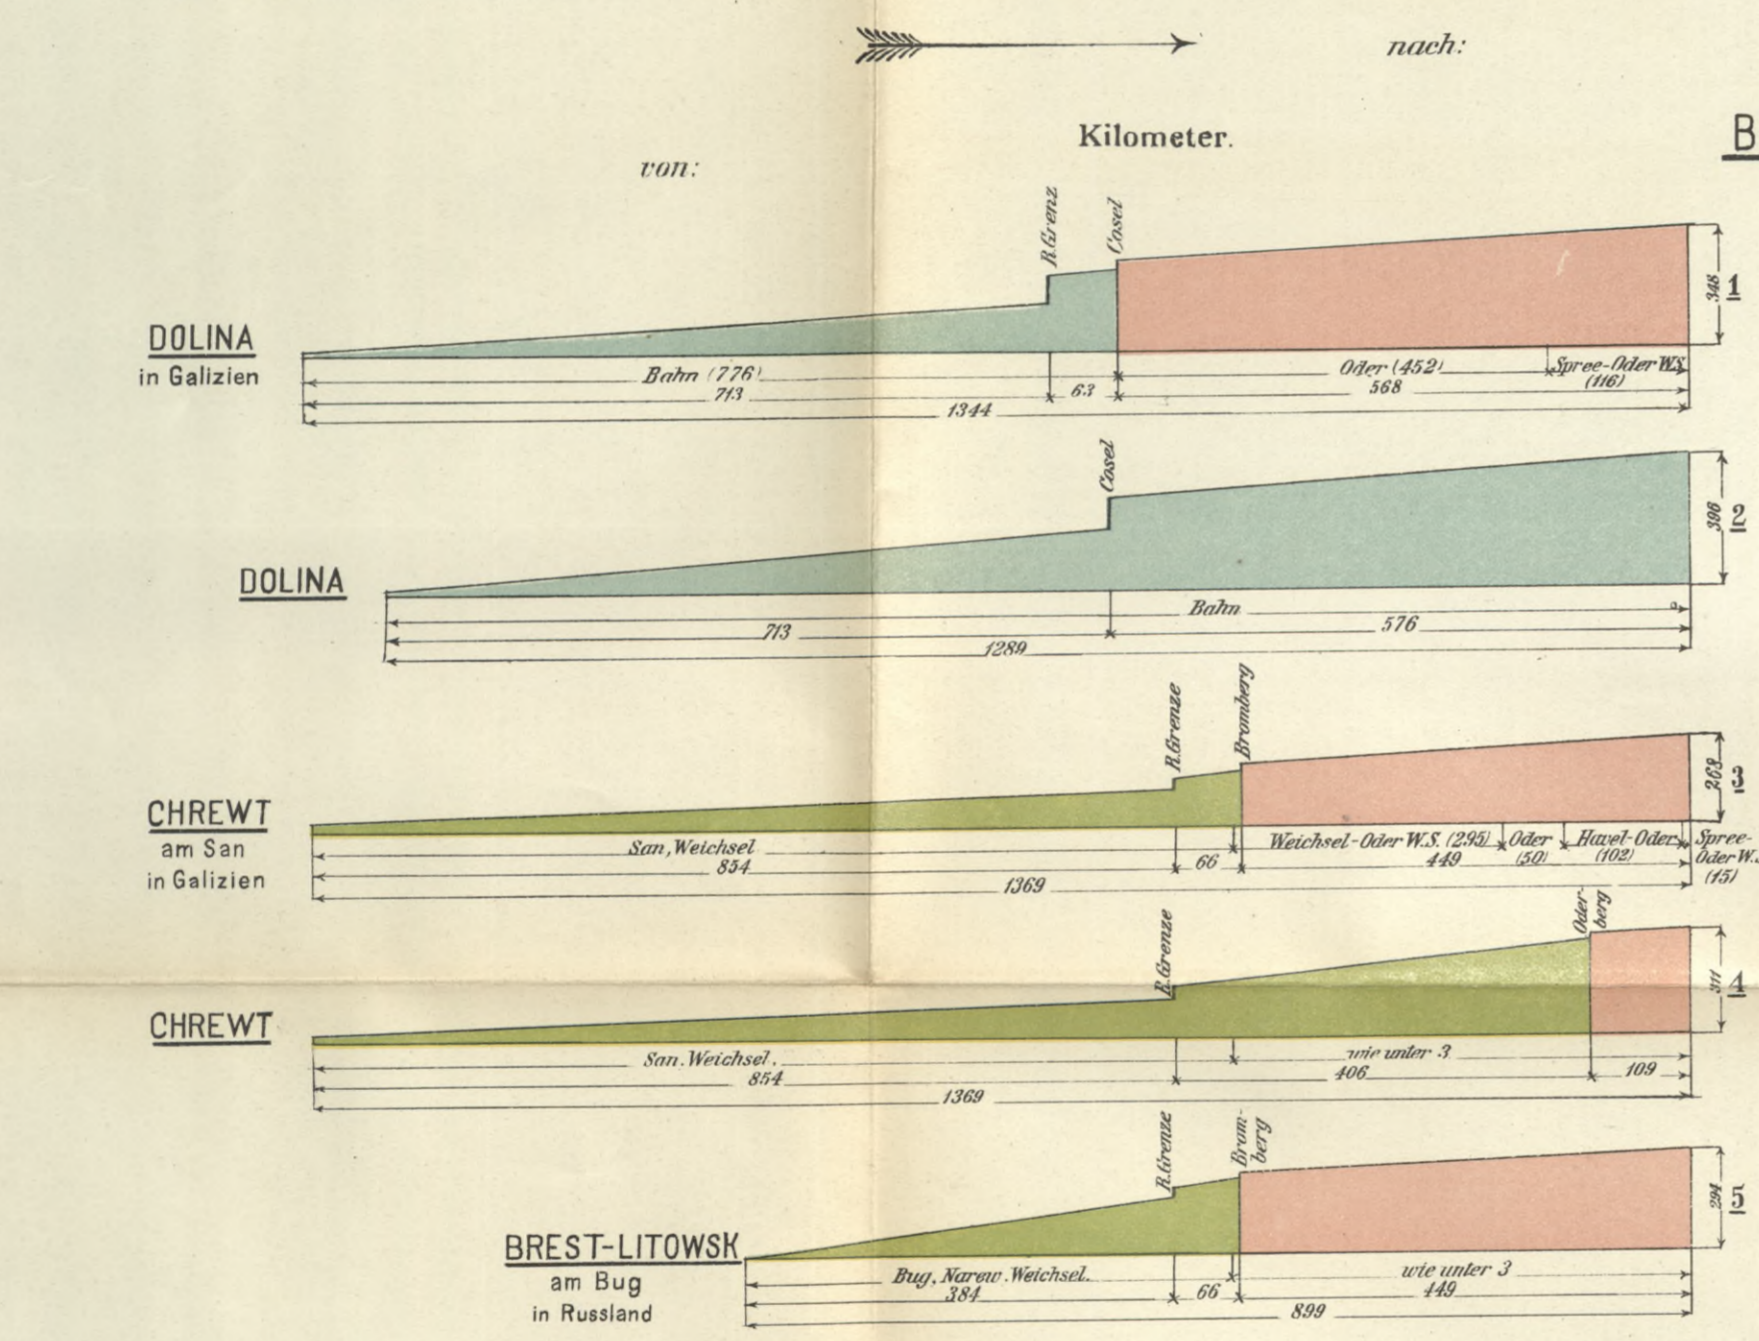 nach:
Kilometer.
B
von:
R.Grenz
Cosel
348
1
DOLINA
in Galizien
Bahn (776)
Oder (452)
Spree-Oder W.S.
(116)
713
63
568
1344
Cosel
396
2
DOLINA
Bahn
713
576
1289
R.Grenze
Bromberg
263
3
CHREWT
am San
in Galizien
San, Weichsel
Weichsel-Oder W.S. (295)
Oder
(50)
Havel-Oder
(102)
Spree-
Oder W.S
(15)
854
66
449
1369
R.Grenze
Oder-
berg
311
4
CHREWT
San. Weichsel.
wie unter 3
854
406
109
1369
R.Grenze
Brom-
berg
294
5
BREST-LITOWSK
am Bug
in Russland
Bug, Narew. Weichsel.
wie unter 3
384
66
449
899